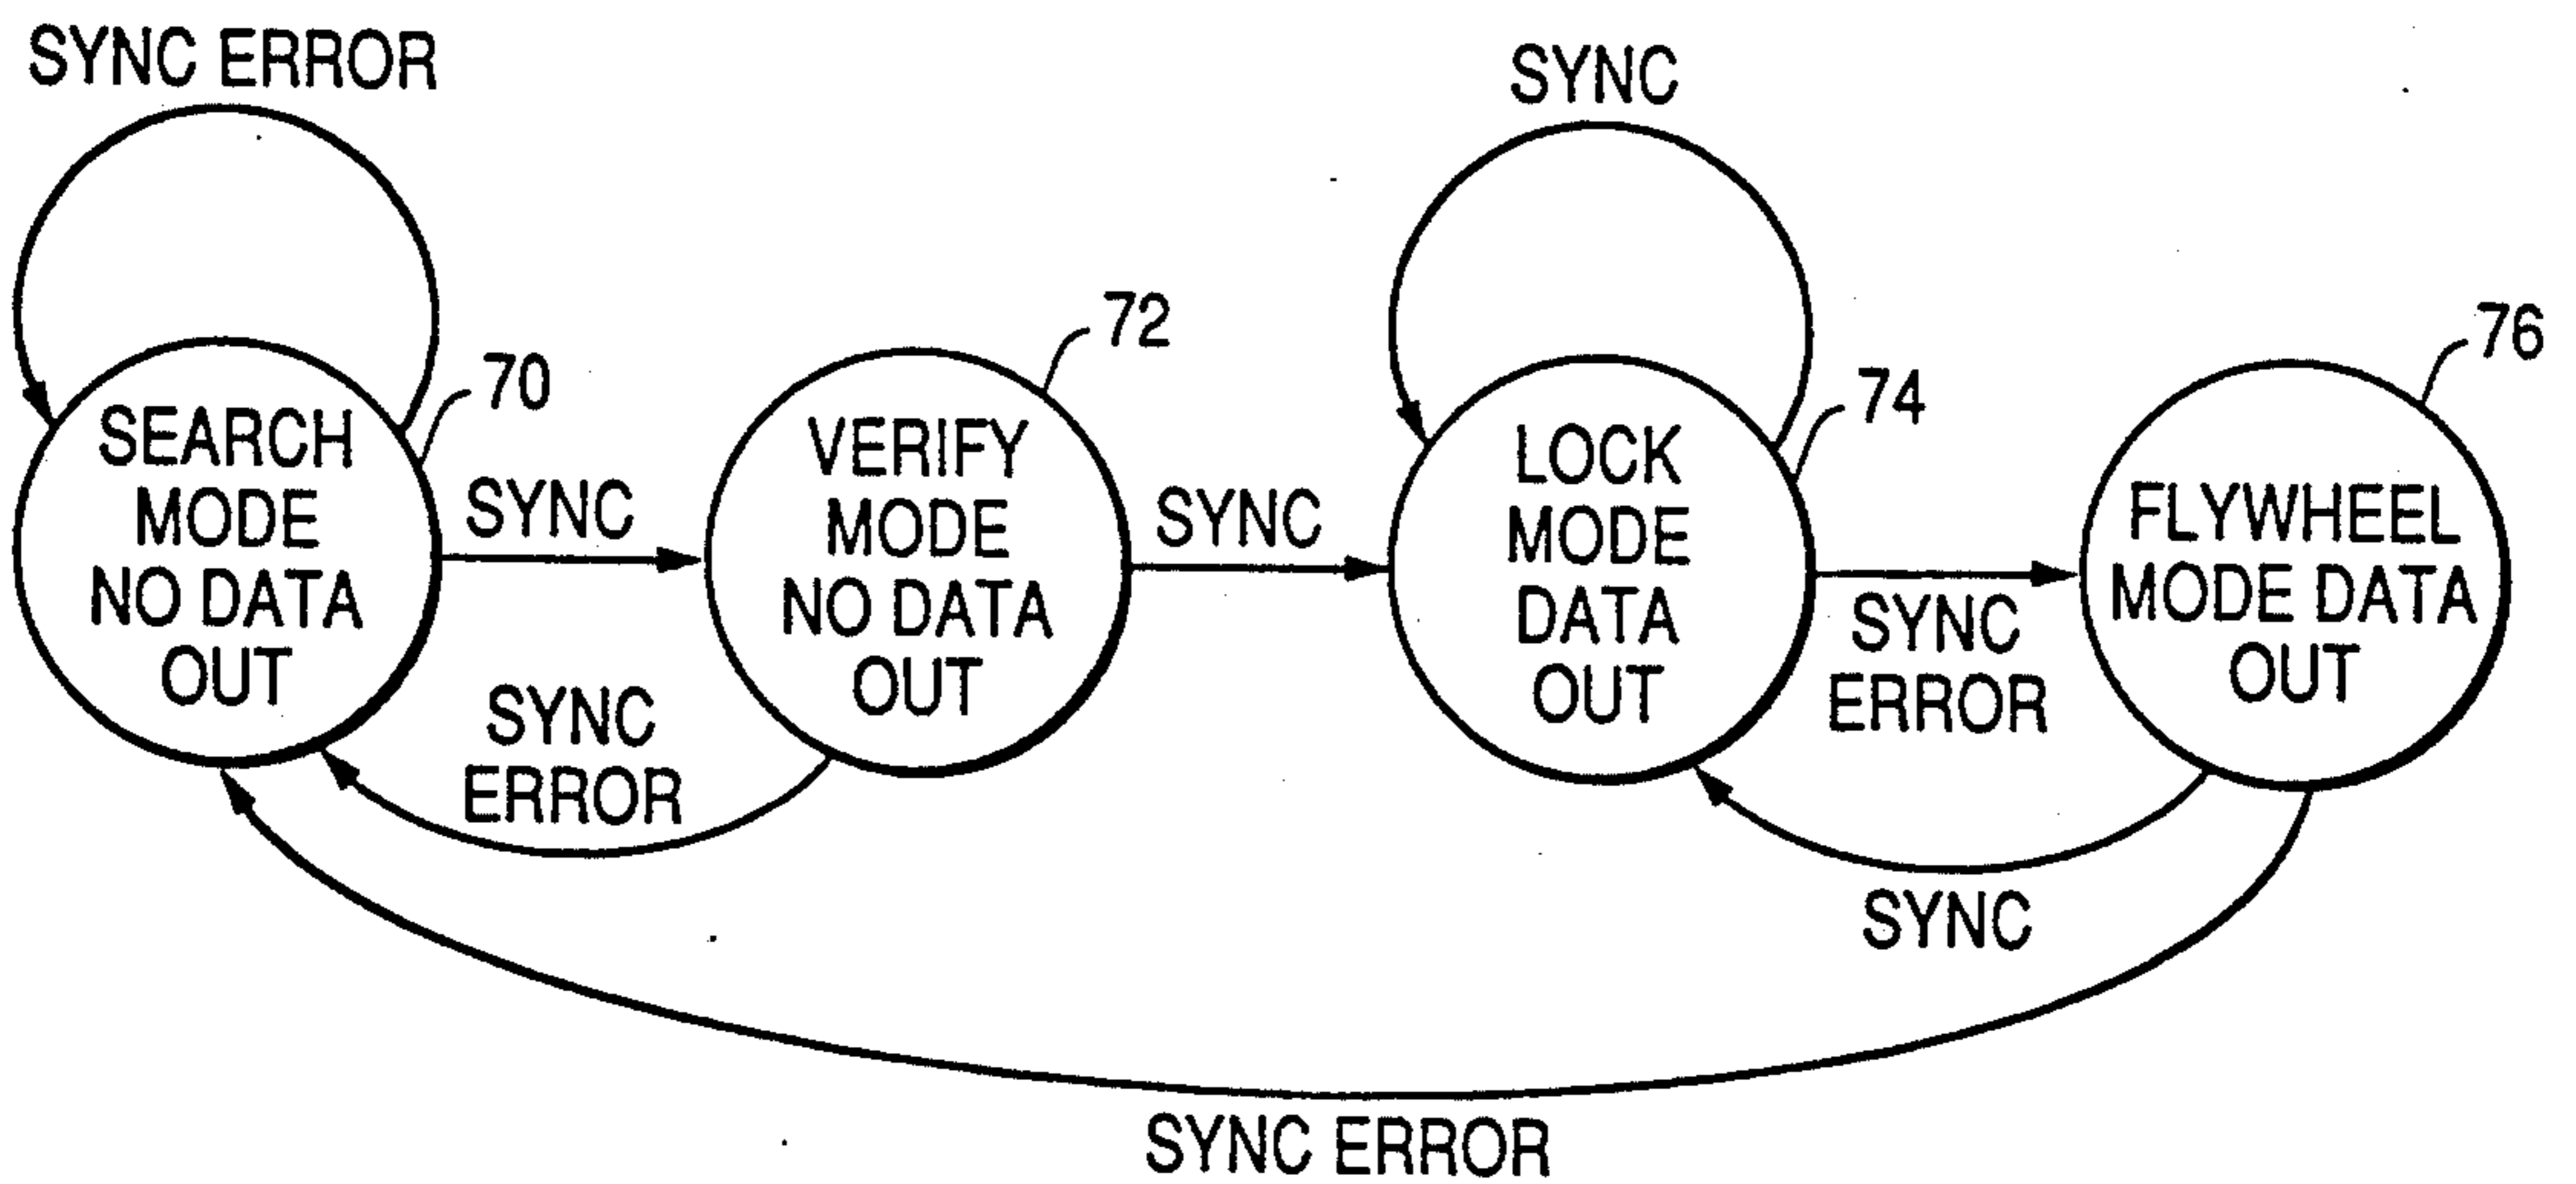 SYNC ERROR
SYNC
70
72
74
76
SEARCH
MODE
NO DATA
OUT
SYNC
VERIFY
MODE
NO DATA
OUT
SYNC
LOCK
MODE
DATA
OUT
SYNC
ERROR
FLYWHEEL
MODE DATA
OUT
SYNC
ERROR
SYNC
SYNC ERROR